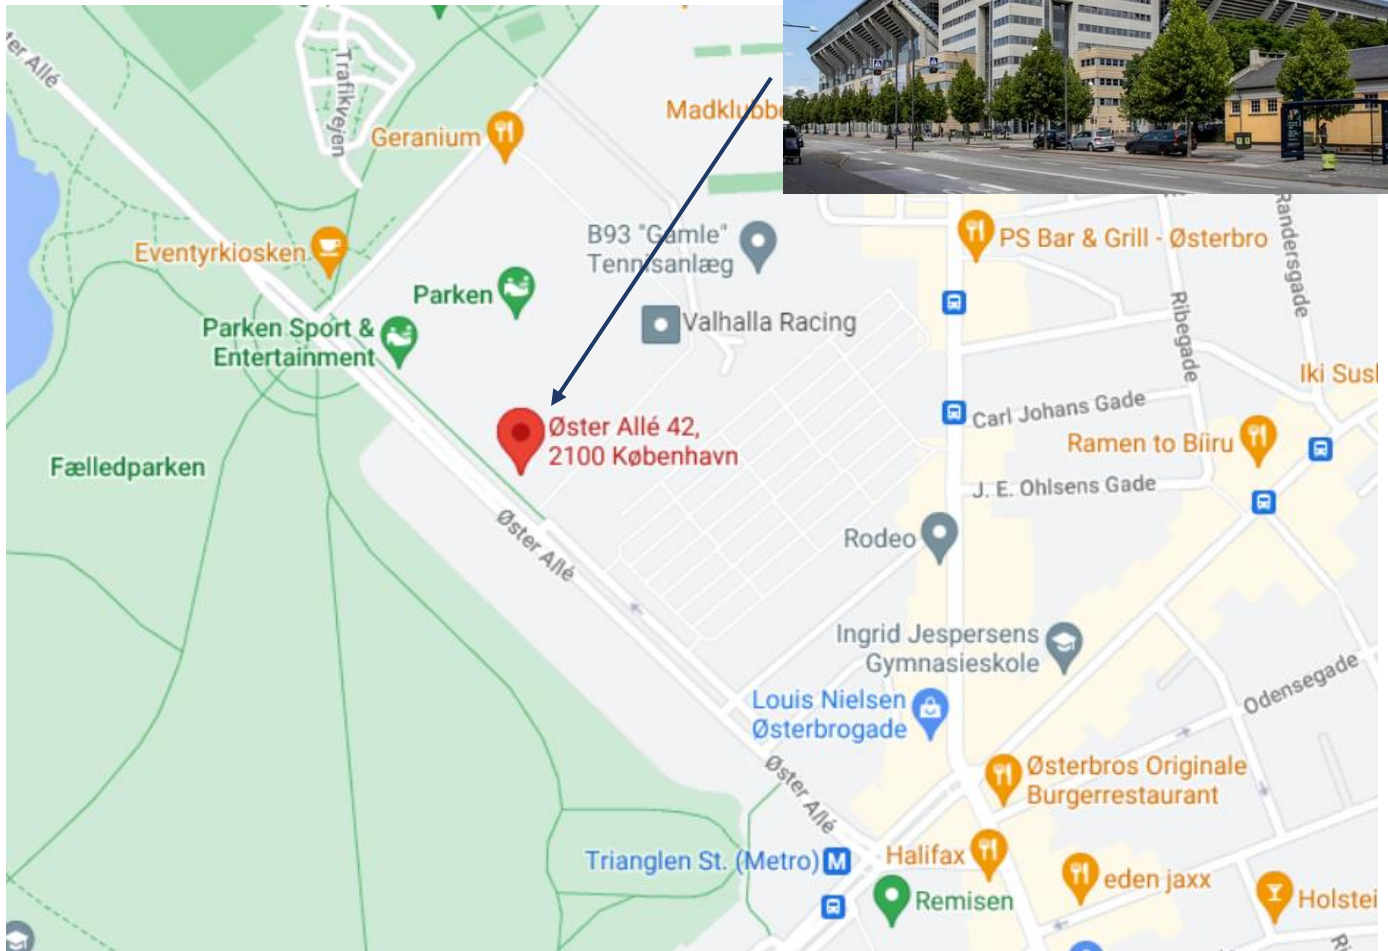 ter Allé
Trafikvejen
Geranium
Madklubbe
Eventyrkiosken
B93 "Gamle"
Tennisanlæg
PS Bar & Grill - Østerbro
Randersgade
Ribegade
Parken
Parken Sport &
Entertainment
Valhalla Racing
Iki Sus
Carl Johans Gade
Øster Allé 42,
2100 København
Ramen to Bíiru
Fælledparken
J. E. Ohlsens Gade
Øster Allé
Rodeo
Ingrid Jespersens
Gymnasieskole
Odensegade
Louis Nielsen
Østerbrogade
Øster Allé
Østerbros Originale
Burgerrestaurant
Trianglen St. (Metro) M
Halifax
eden jaxx
Remisen
Holstei